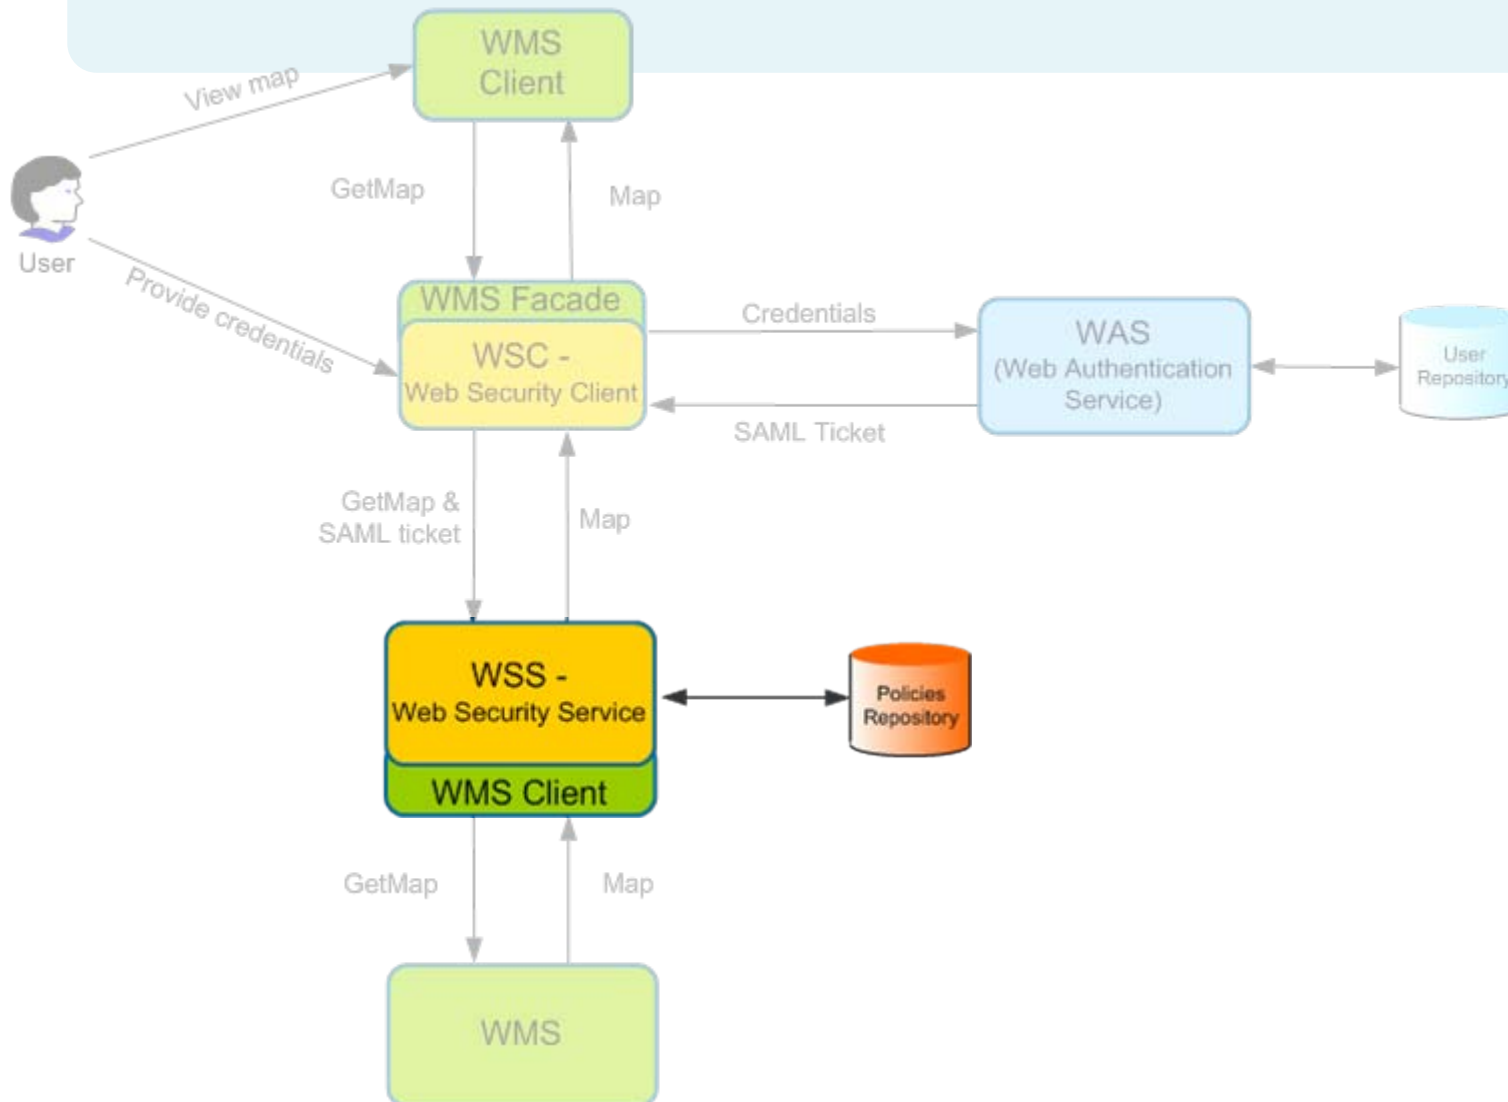 WMS
Client
View map
GetMap
Map
User
Provide credentials
WMS Facade
WSC -
Web Security Client
Credentials
WAS
(Web Authentication
Service)
User
Repository
SAML Ticket
GetMap &
SAML ticket
Map
WSS -
Web Security Service
Policies
Repository
WMS Client
GetMap
Map
WMS